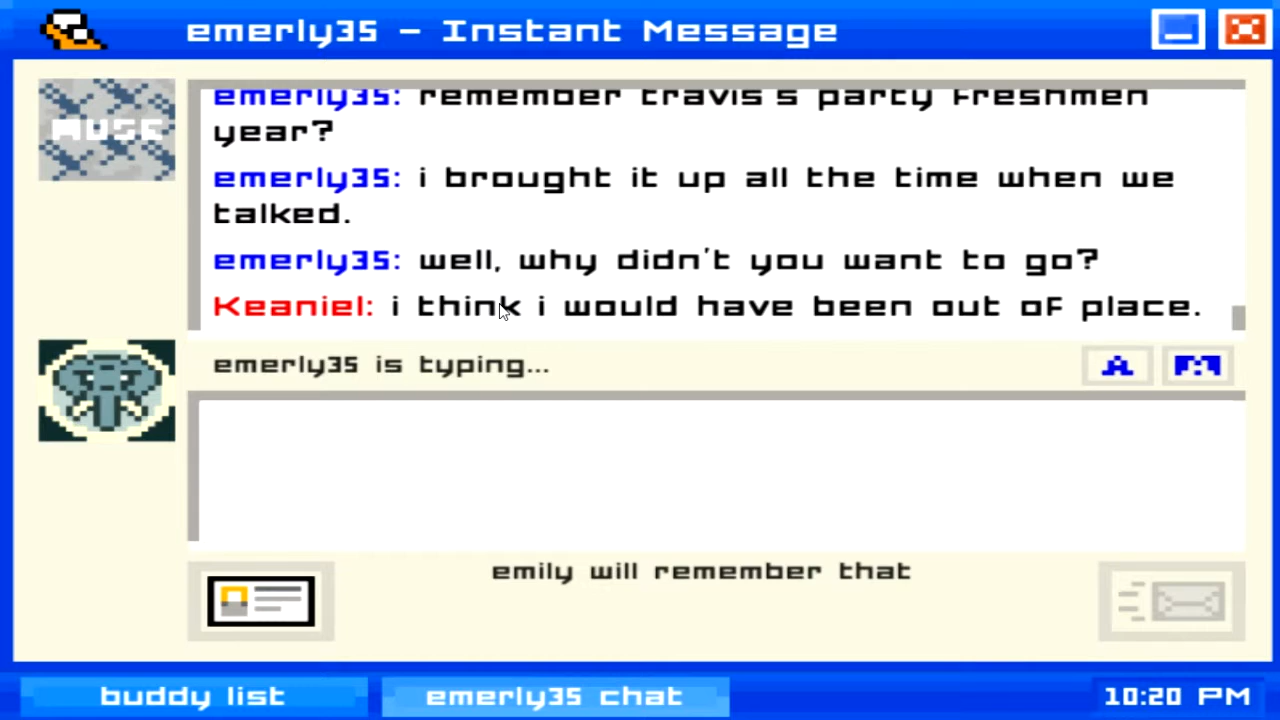 emerly35 - Instant Message
MUSE
emerly35: remember travis's party freshmen
year?
emerly35: i brought it up all the time when we
talked.
emerly35: well, why didn't you want to go?
Keaniel: i think i would have been out of place.
emerly35 is typing...
A
emily will remember that
buddy list
emerly35 chat
10:20 PM